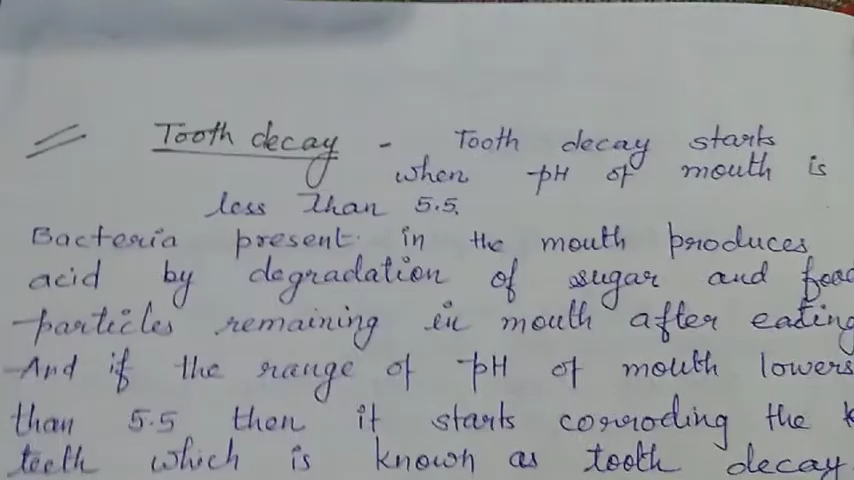 Tooth decay - Tooth decay starts
when pH of mouth is
less than 5.5.
Bacteria present in the mouth produces
acid by degradation of sugar and food
particles remaining in mouth after eating
And if the range of pH of mouth lowers
than 5.5 then it starts corroding the
teeth which is known as tooth decay.